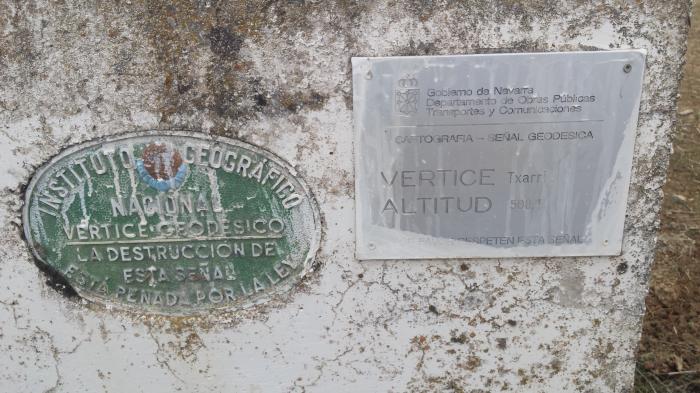 INSTITUTO GEOGRÁFICO
NACIONAL
VERTICE GEODESICO
LA DESTRUCCIÓN DE
ESTA SEÑAL
ESTA PENADA POR LA LEY
Gobierno de Navarra
Departamento de Obras Públicas
Transportes y Comunicaciones
CARTOGRAFIA - SEÑAL GEODESICA
VERTICE Txarri
ALTITUD
RESPETEN ESTA SEÑAL